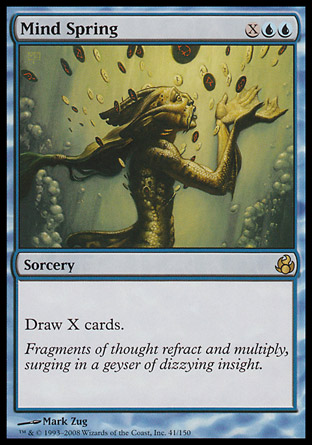 Mind Spring X
Sorcery
Draw X cards.
Fragments of thought refract and multiply,
surging in a geyser of dizzying insight.
Mark Zug
™ & © 1993–2008 Wizards of the Coast, Inc. 41/150